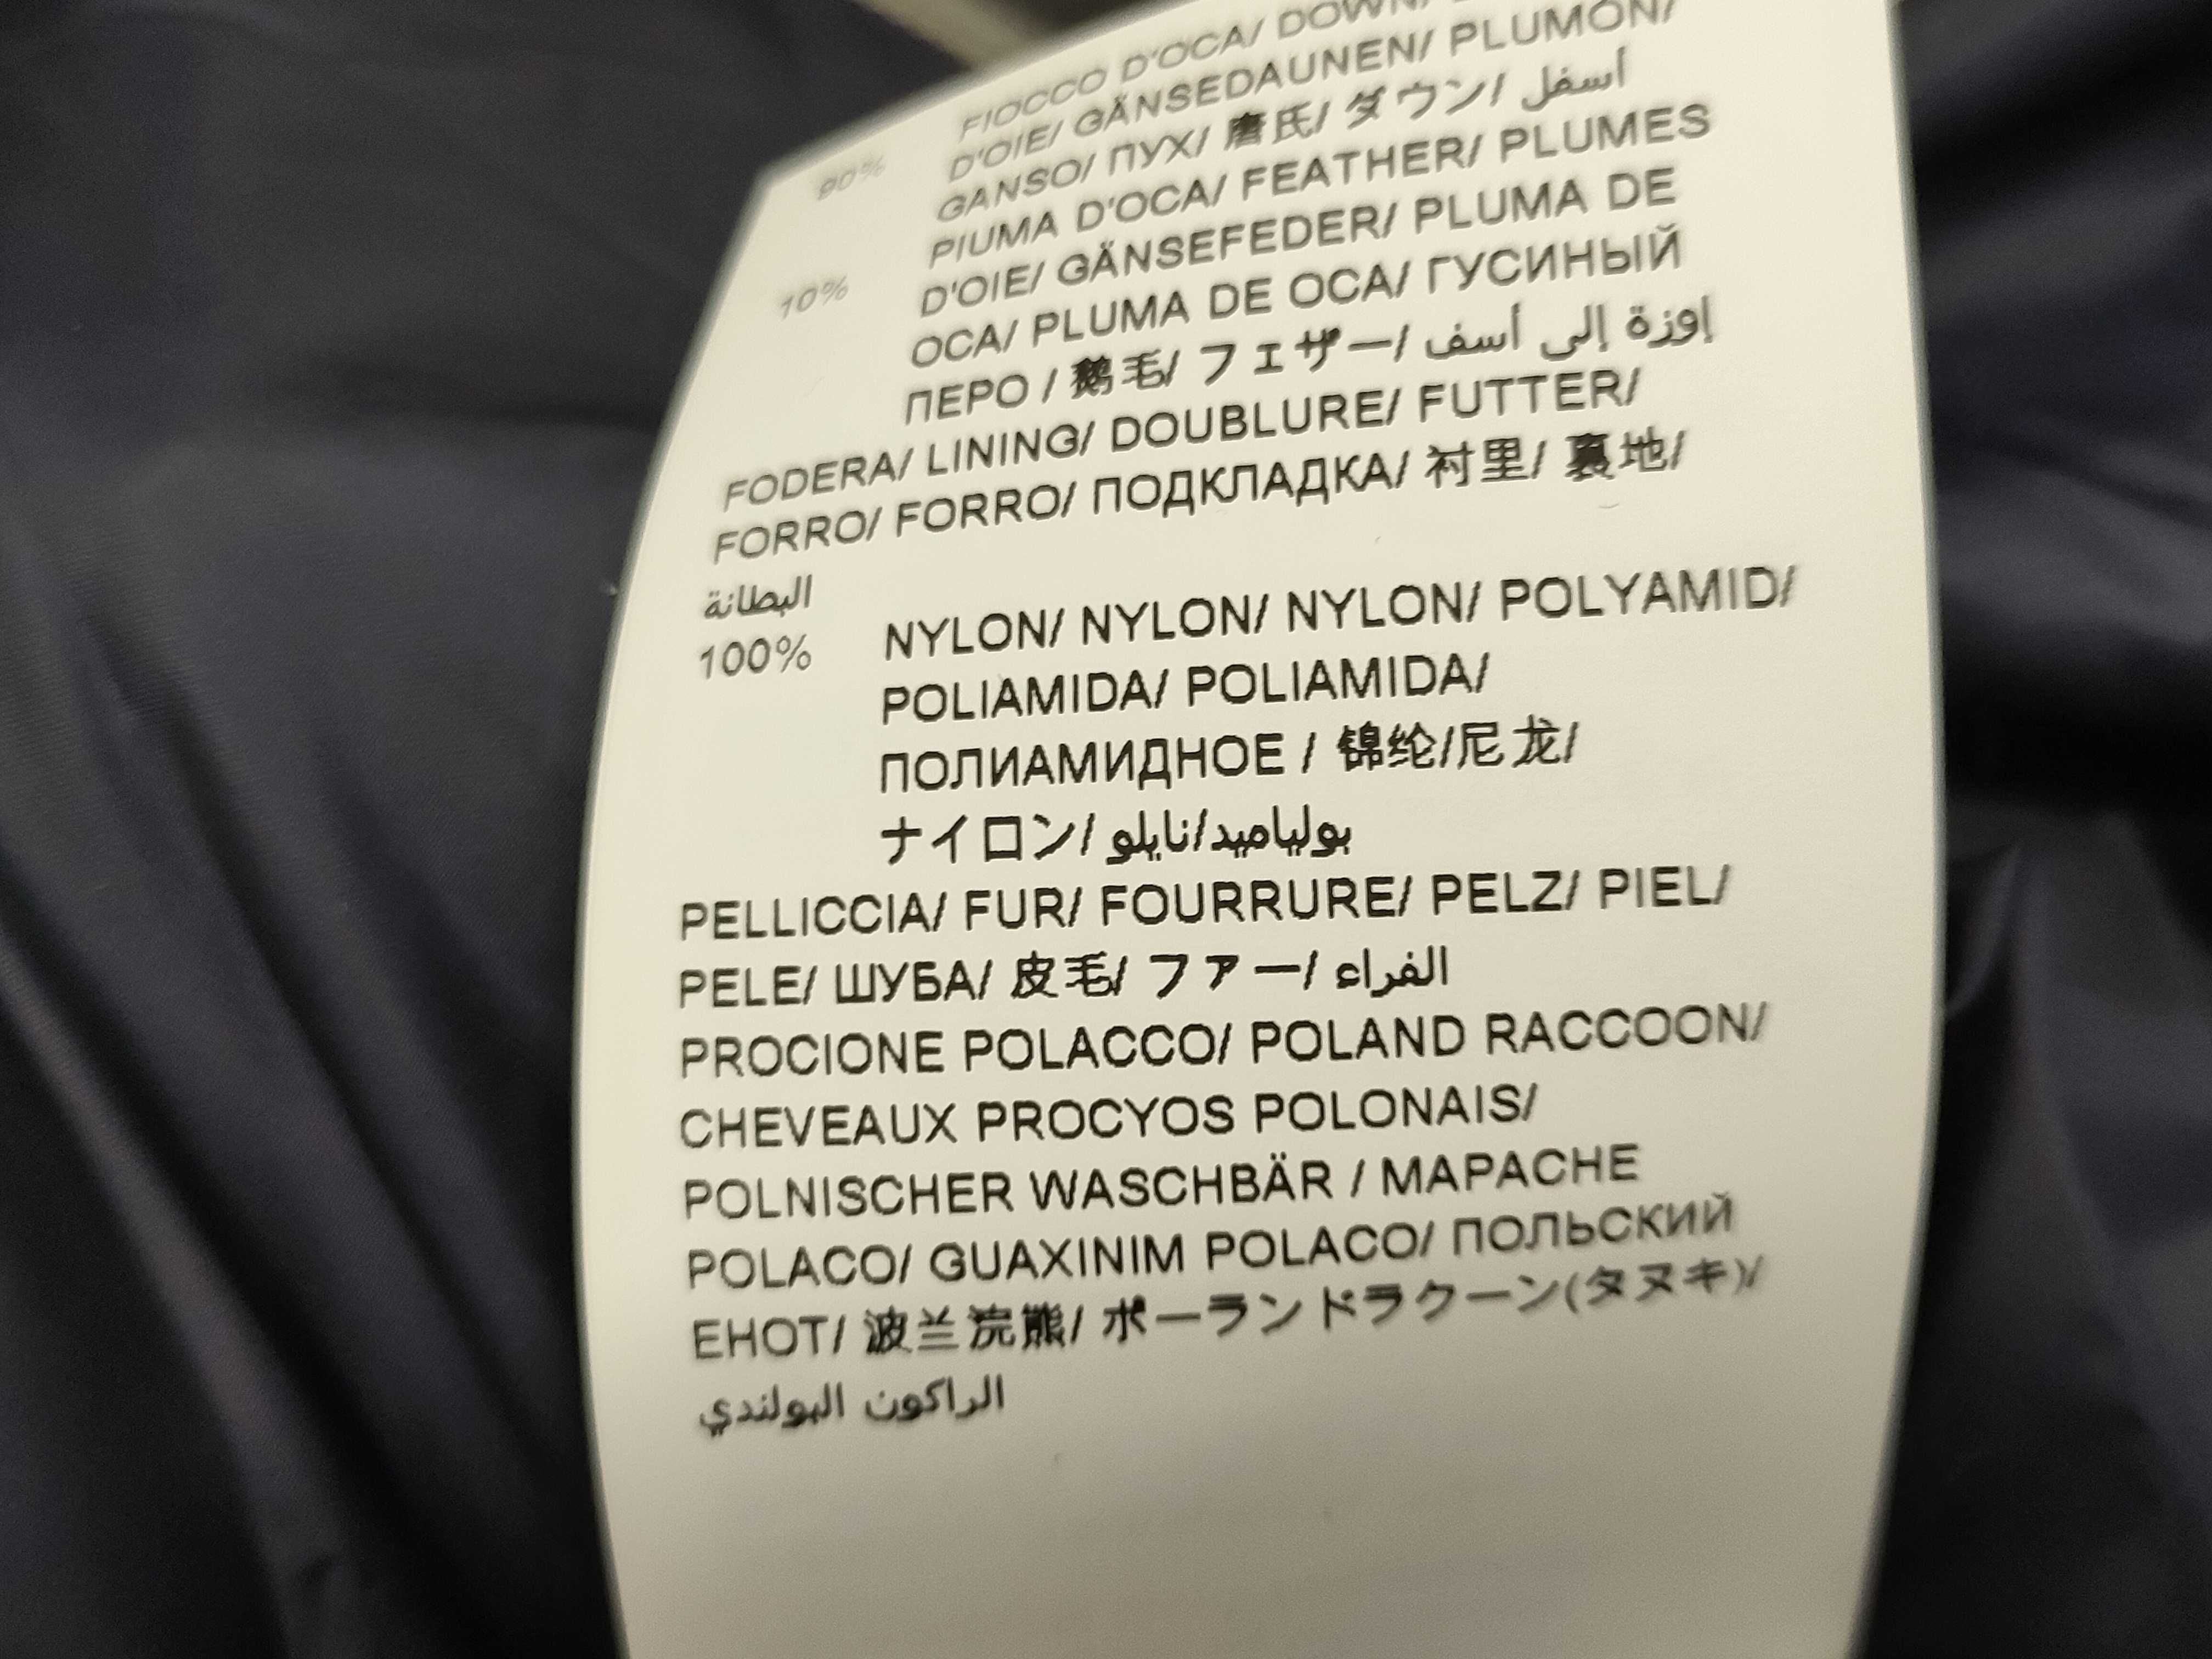 FIOCCO D'OCA/ DOWN/
D'OIE/ GÄNSEDAUNEN/ PLUMÓN/
90% GANSO/ ПУХ/ 唐氏/ ダウン/ أسفل
PIUMA D'OCA/ FEATHER/ PLUMES
10% D'OIE/ GÄNSEFEDER/ PLUMA DE
OCA/ PLUMA DE OCA/ ГУСИНЫЙ
ПЕРО / 鹅毛/ フェザー/ إوزة إلى أسف
FODERA/ LINING/ DOUBLURE/ FUTTER/
FORRO/ FORRO/ ПОДКЛАДКА/ 衬里/ 裏地/
البطانة
100% NYLON/ NYLON/ NYLON/ POLYAMID/
POLIAMIDA/ POLIAMIDA/
ПОЛИАМИДНОЕ / 锦纶/尼龙/
ナイロン/ بولياميد/نايلو
PELLICCIA/ FUR/ FOURRURE/ PELZ/ PIEL/
PELE/ ШУБА/ 皮毛/ ファー/ الفراء
PROCIONE POLACCO/ POLAND RACCOON/
CHEVEAUX PROCYOS POLONAIS/
POLNISCHER WASCHBÄR / MAPACHE
POLACO/ GUAXINIM POLACO/ ПОЛЬСКИЙ
ЕНОТ/ 波兰浣熊/ ポーランドラクーン(タヌキ)/
الراكون البولندي